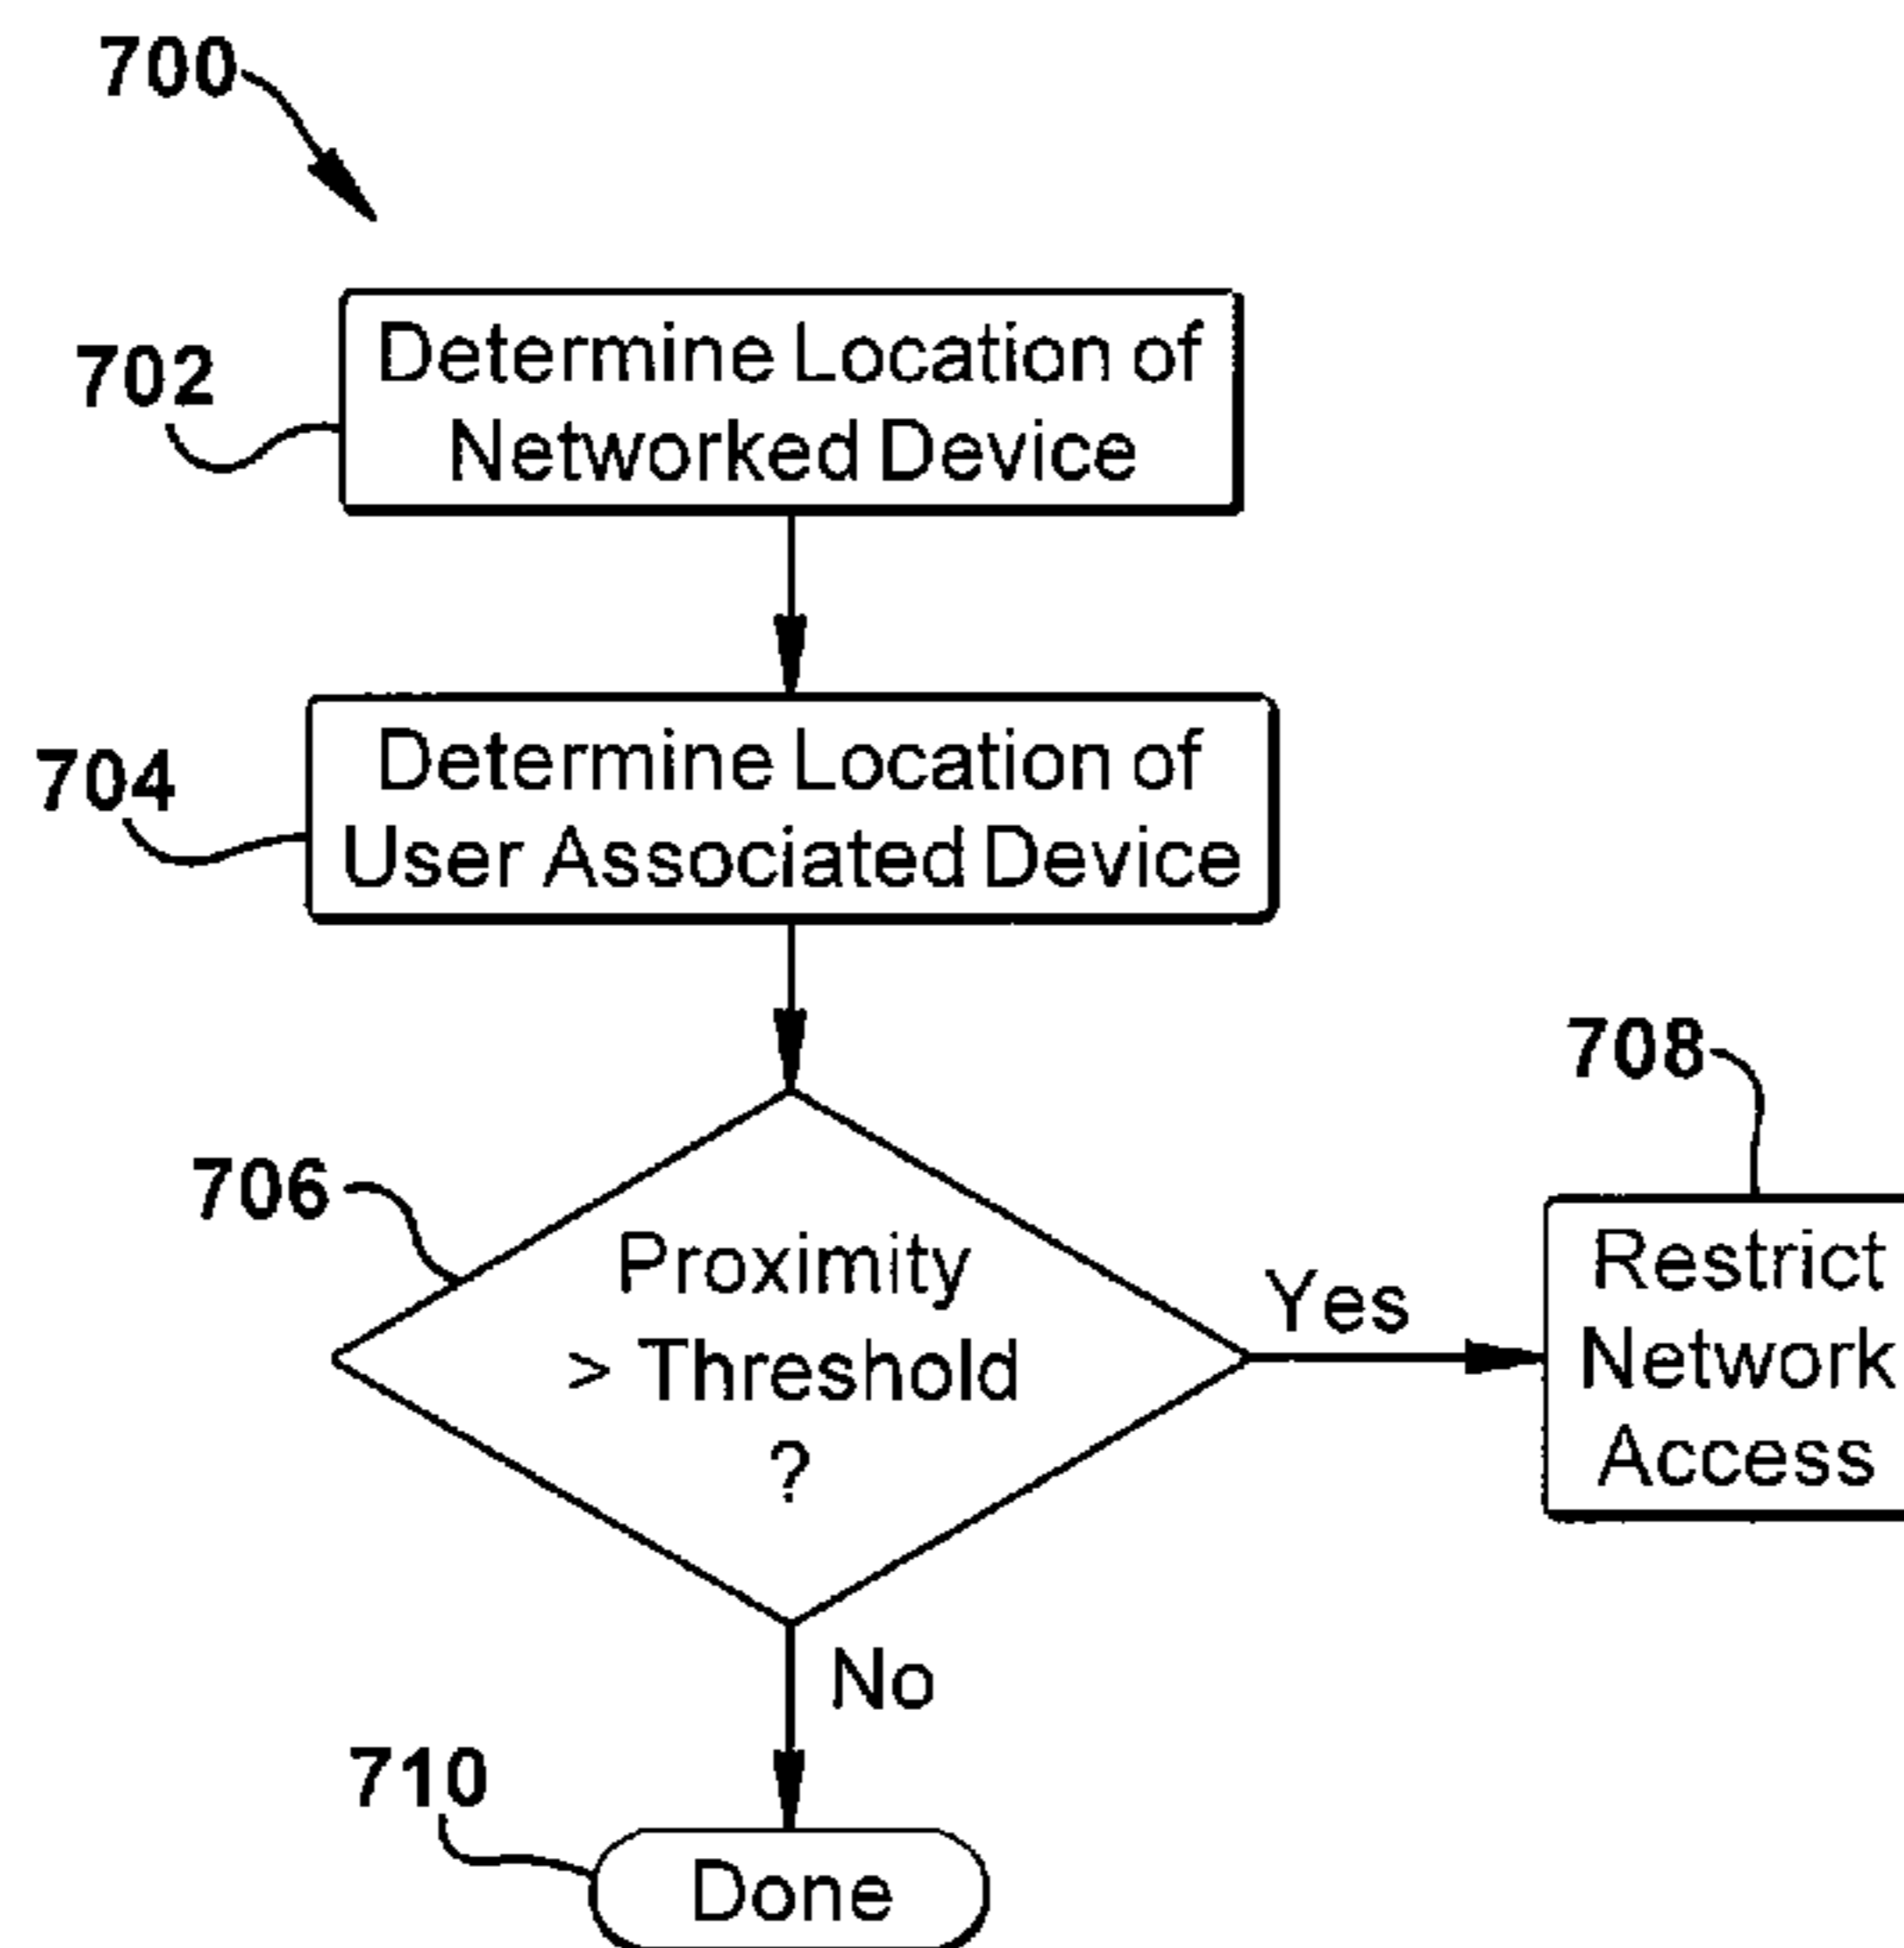 700
702
Determine Location of
Networked Device
704
Determine Location of
User Associated Device
706
Proximity
> Threshold
?
Yes
708
Restrict
Network
Access
No
710
Done